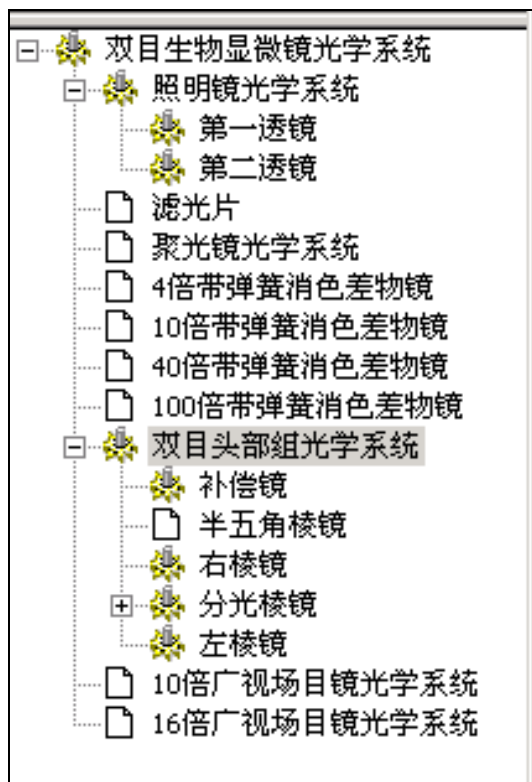 双目生物显微镜光学系统
照明镜光学系统
第一透镜
第二透镜
滤光片
聚光镜光学系统
4倍带弹簧消色差物镜
10倍带弹簧消色差物镜
40倍带弹簧消色差物镜
100倍带弹簧消色差物镜
双目头部组光学系统
补偿镜
半五角棱镜
右棱镜
分光棱镜
左棱镜
10倍广视场目镜光学系统
16倍广视场目镜光学系统